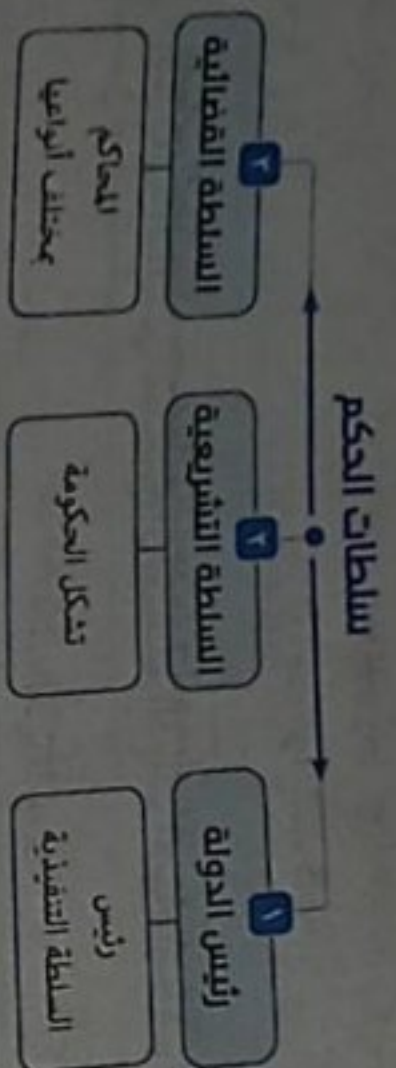 سلطات الحكم
١
رئيس الدولة
رئيس
السلطة التنفيذية
٢
السلطة التشريعية
تشكل الحكومة
٣
السلطة القضائية
المحاكم
بمختلف أنواعها